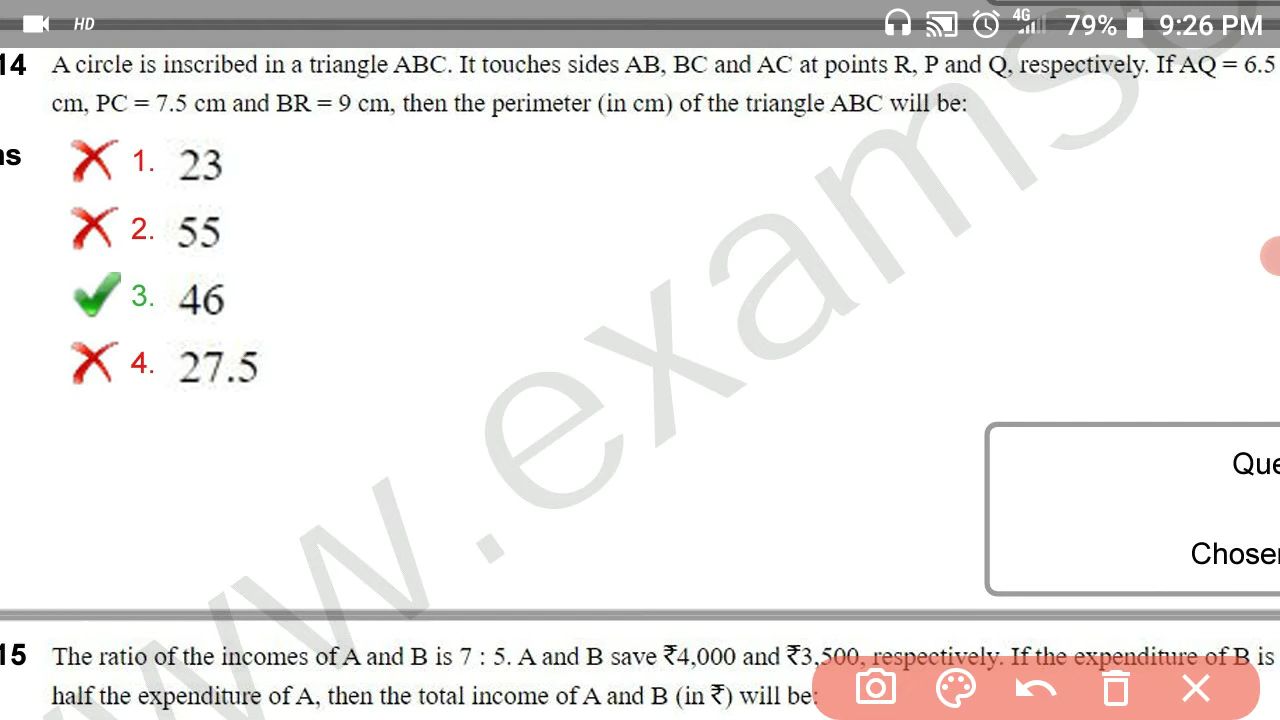 HD 4G 79% 9:26 PM
14 A circle is inscribed in a triangle ABC. It touches sides AB, BC and AC at points R, P and Q, respectively. If AQ = 6.5
cm, PC = 7.5 cm and BR = 9 cm, then the perimeter (in cm) of the triangle ABC will be:
ns
1. 23
2. 55
3. 46
4. 27.5
www.exams
Que
Chosen
15 The ratio of the incomes of A and B is 7 : 5. A and B save ₹4,000 and ₹3,500, respectively. If the expenditure of B is
half the expenditure of A, then the total income of A and B (in ₹) will be: